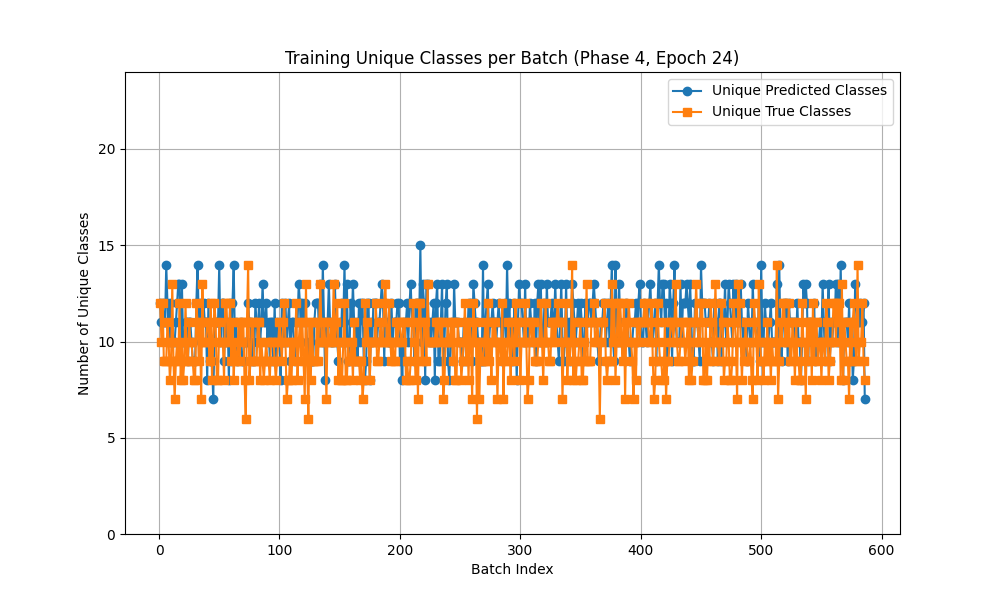 Training Unique Classes per Batch (Phase 4, Epoch 24)
Unique Predicted Classes
Unique True Classes
Number of Unique Classes
20
15
10
5
0
0 100 200 300 400 500 600
Batch Index